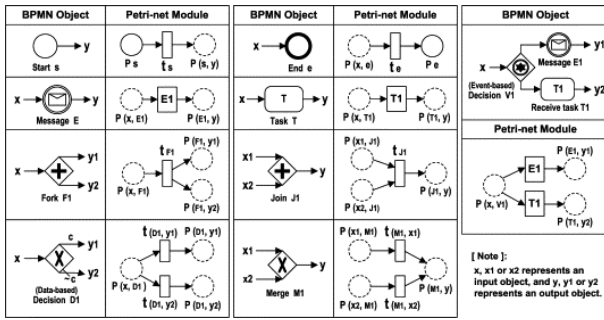 BPMN Object
Petri-net Module
BPMN Object
Petri-net Module
BPMN Object
y
Start s
P s
t s
P (s, y)
x
End e
P (x, e)
t e
P e
x
y1
Message E1
(Event-based)
Decision V1
T1
y2
Receive task T1
x
y
Message E
P (x, E1)
E1
P (E1, y)
x
T
y
Task T
P (x, T1)
T1
P (T1, y)
Petri-net Module
x
y1
y2
Fork F1
P (x, F1)
t F1
P (F1, y1)
P (F1, y2)
x1
x2
y
Join J1
P (x1, J1)
P (x2, J1)
t J1
P (J1, y)
P (x, V1)
E1
P (E1, y)
T1
P (T1, y2)
x
c
y1
~c
y2
(Data-based)
Decision D1
P (x, D1)
t (D1, y1)
P (D1, y1)
t (D1, y2)
P (D1, y2)
x1
x2
y
Merge M1
P (x1, M1)
t (M1, x1)
P (x2, M1)
t (M1, x2)
P (M1, y)
[ Note ]:
x, x1 or x2 represents an
input object, and y, y1 or y2
represents an output object.